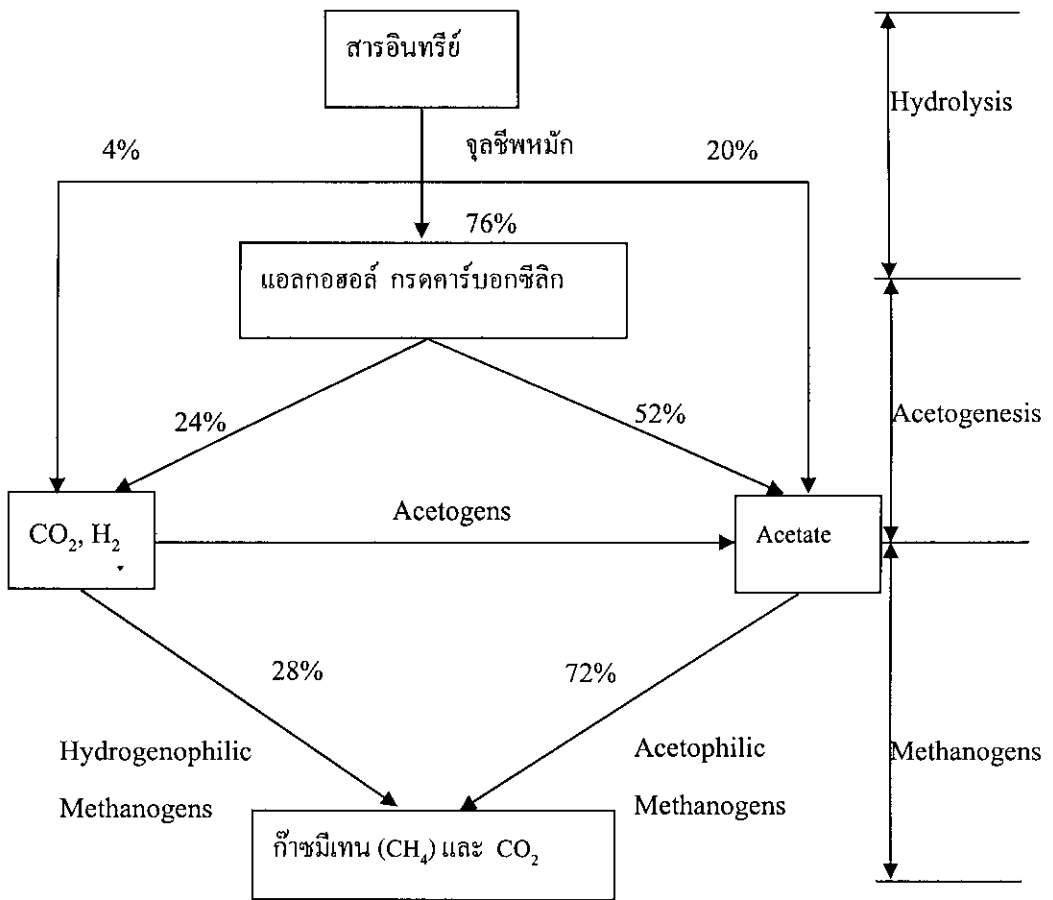 สารอินทรีย์
Hydrolysis
4%
จุลชีพหมัก
20%
76%
แอลกอฮอล์ กรดคาร์บอกซีลิก
24%
52%
Acetogenesis
CO₂, H₂
Acetogens
Acetate
28%
72%
Hydrogenophilic
Methanogens
Acetophilic
Methanogens
Methanogens
ก๊าซมีเทน (CH₄) และ CO₂